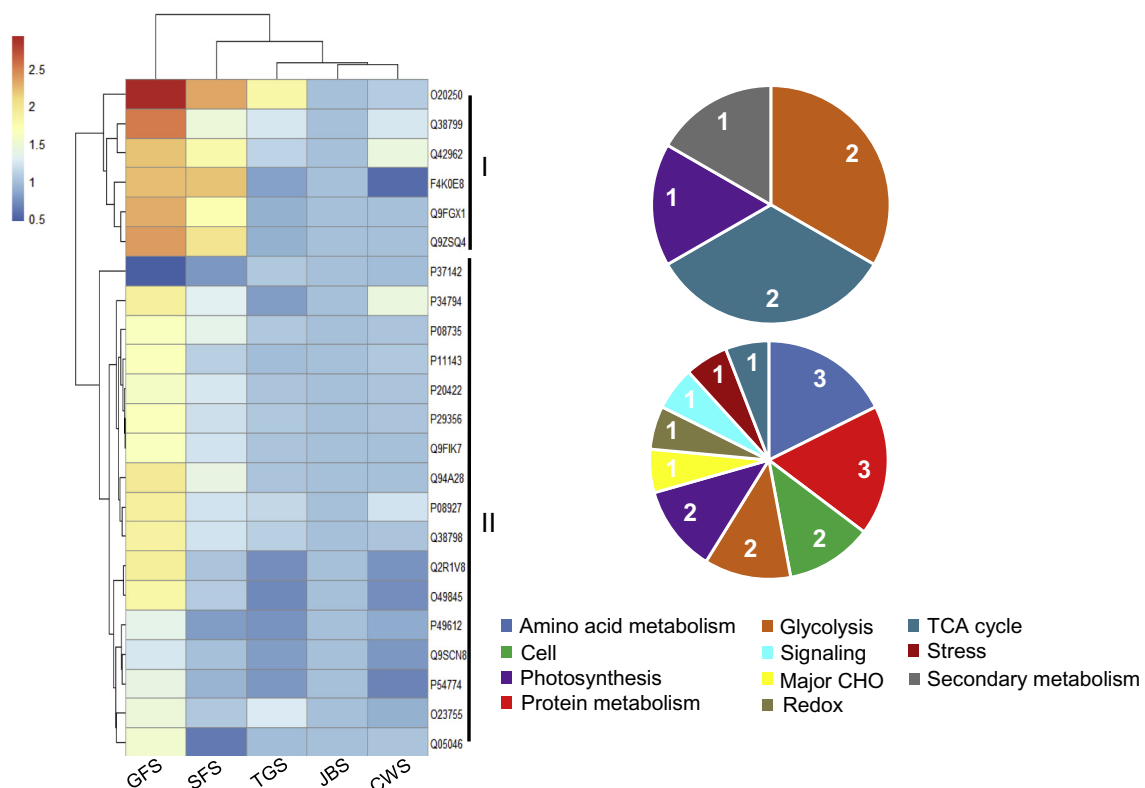 2.5
2
1.5
1
0.5
O20250
Q38799
Q42962
F4K0E8
Q9FGX1
Q9ZSQ4
P37142
P34794
P08735
P11143
P20422
P29356
Q9FIK7
Q94A28
P08927
Q38798
Q2R1V8
O49845
P49612
Q9SCN8
P54774
O23755
Q05046
I
II
GFS SFS TGS JBS CWS
1
2
1
2
1
1
3
1
1
3
1
2
2
2
Amino acid metabolism
Cell
Photosynthesis
Protein metabolism
Glycolysis
Signaling
Major CHO
Redox
TCA cycle
Stress
Secondary metabolism